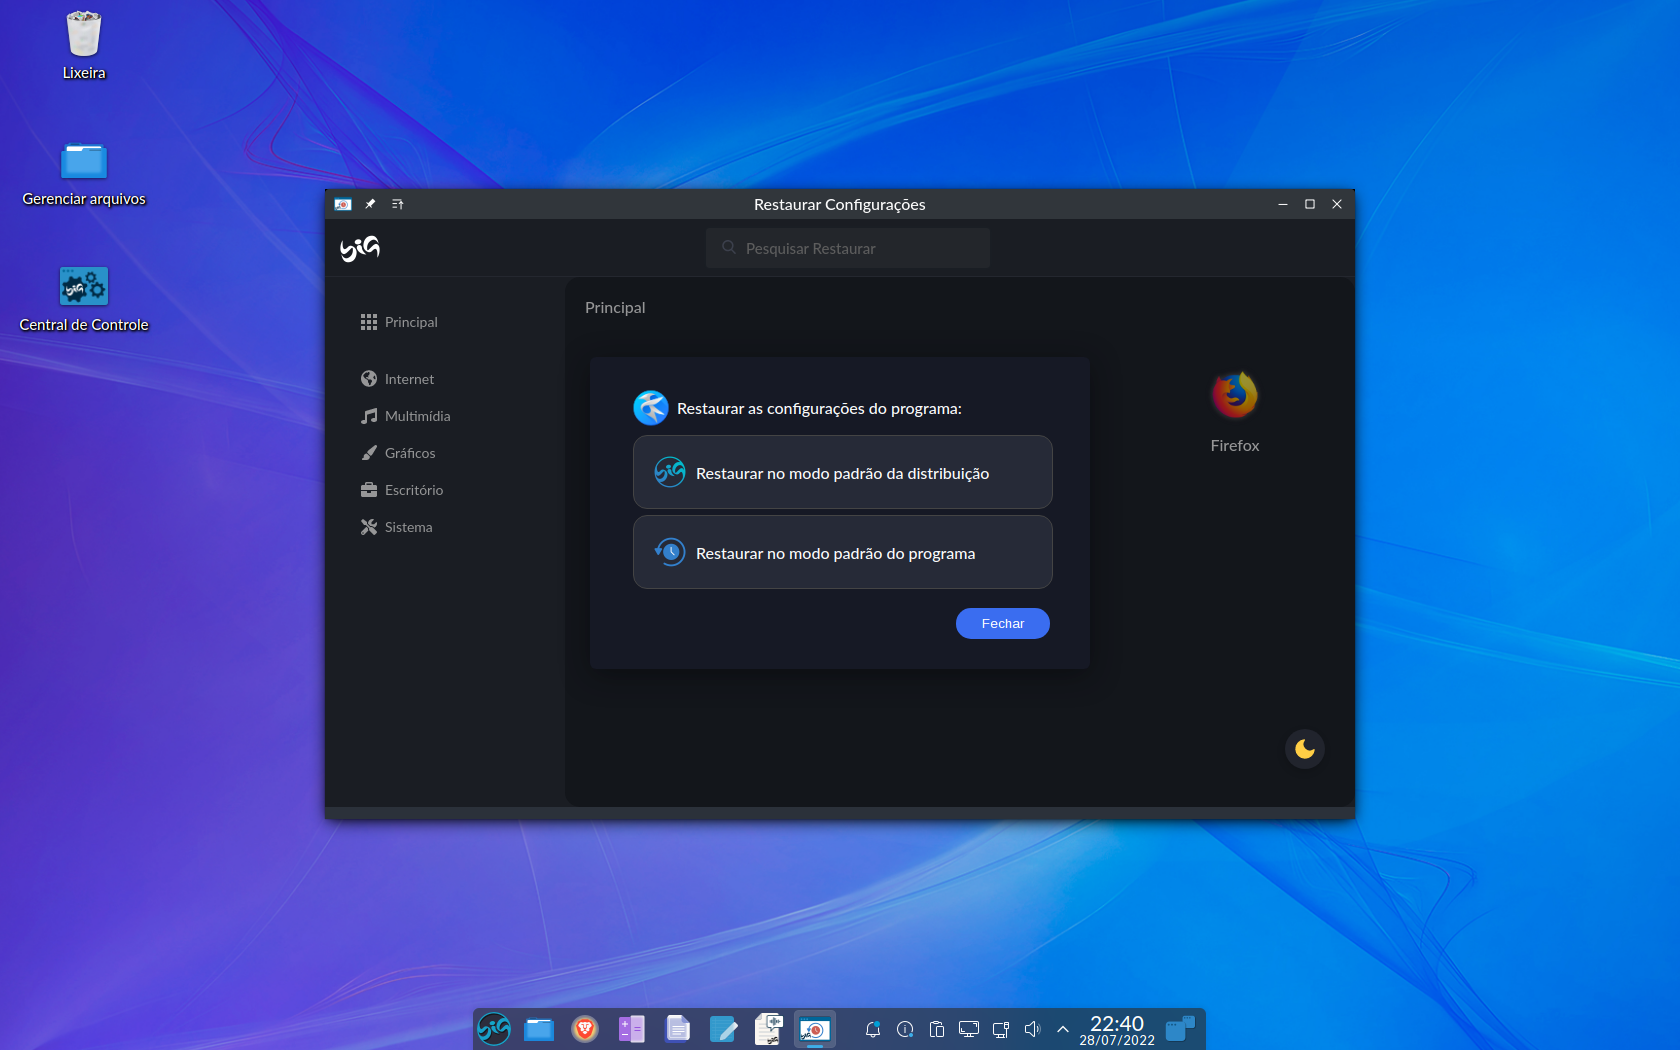 Lixeira
Gerenciar arquivos
Central de Controle
Restaurar Configurações
BiG
Pesquisar Restaurar
Principal
Internet
Multimídia
Gráficos
Escritório
Sistema
Principal
Firefox
Restaurar as configurações do programa:
Restaurar no modo padrão da distribuição
Restaurar no modo padrão do programa
Fechar
22:40
28/07/2022